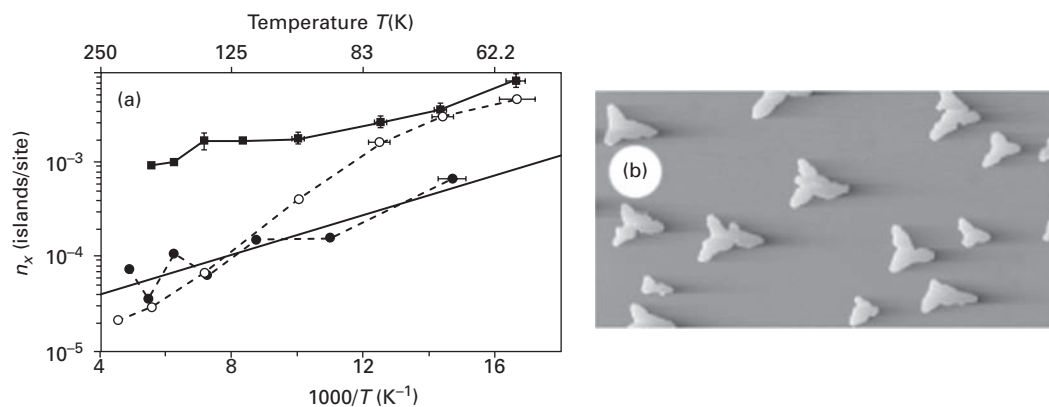 Temperature T(K)
250 125 83 62.2
(a)
(b)
10⁻³
10⁻⁴
10⁻⁵
nₓ (islands/site)
4 8 12 16
1000/T (K⁻¹)